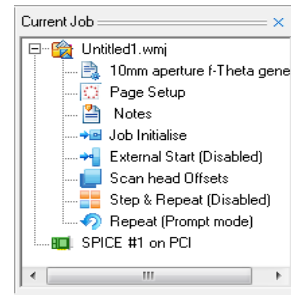 Current Job
Untitled1.wmj
10mm aperture f-Theta gene
Page Setup
Notes
Job Initialise
External Start (Disabled)
Scan head Offsets
Step & Repeat (Disabled)
Repeat (Prompt mode)
SPICE #1 on PCI